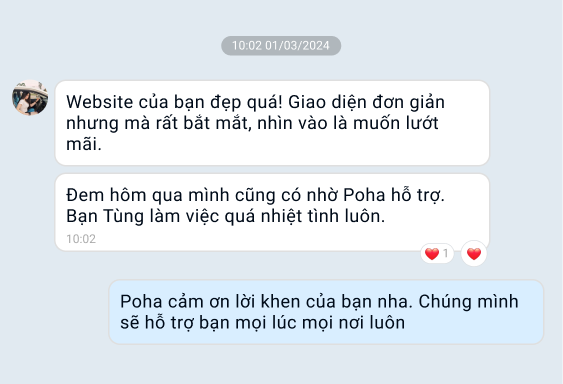 10:02 01/03/2024
Website của bạn đẹp quá! Giao diện đơn giản
nhưng mà rất bắt mắt, nhìn vào là muốn lướt
mãi.
Đem hôm qua mình cũng có nhờ Poha hỗ trợ.
Bạn Tùng làm việc quá nhiệt tình luôn.
10:02
1
Poha cảm ơn lời khen của bạn nha. Chúng mình
sẽ hỗ trợ bạn mọi lúc mọi nơi luôn